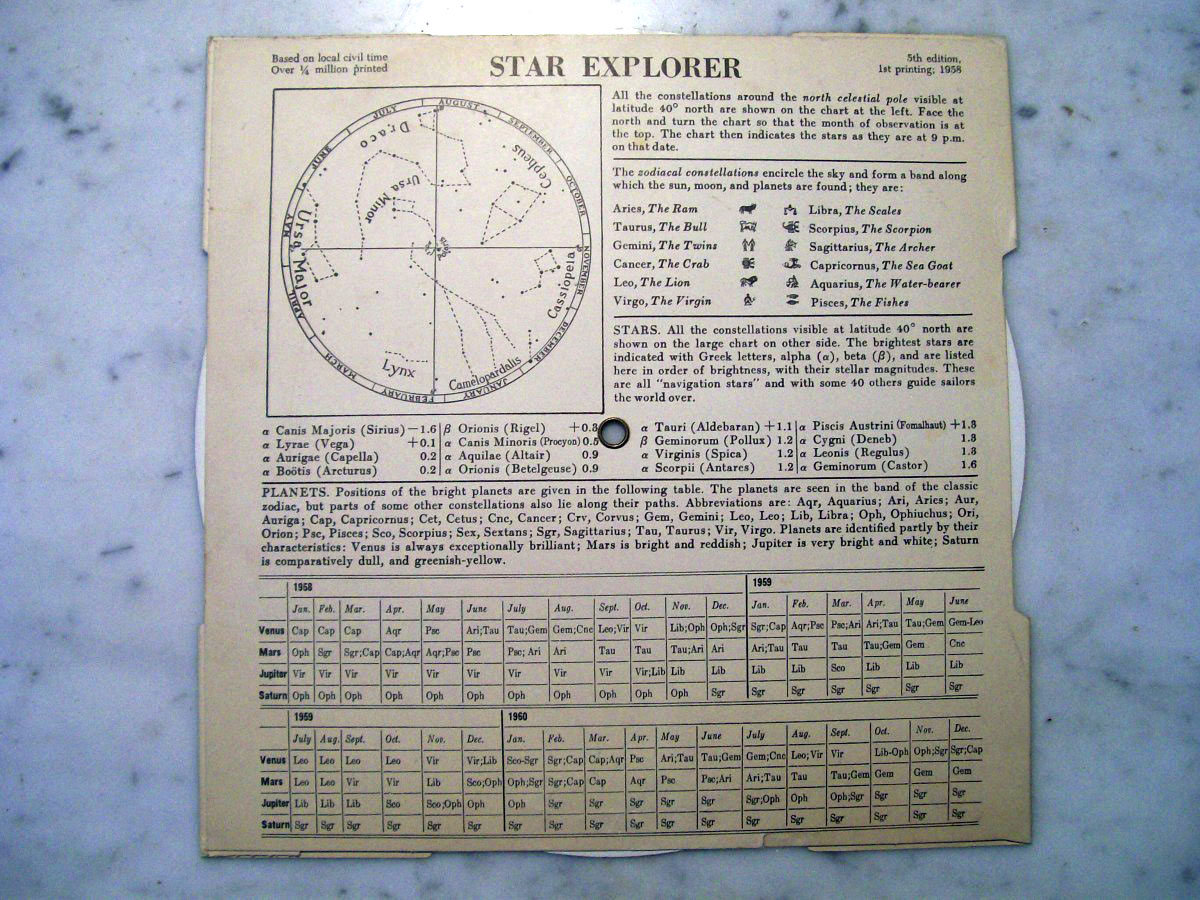 Based on local civil time
Over ¼ million printed
STAR EXPLORER
5th edition,
1st printing; 1958
JULY
AUGUST
SEPTEMBER
OCTOBER
NOVEMBER
DECEMBER
JANUARY
FEBRUARY
MARCH
APRIL
MAY
JUNE
Draco
Cepheus
Ursa Minor
Ursa Major
Cassiopeia
Lynx
Camelopardalis
All the constellations around the north celestial pole visible at
latitude 40° north are shown on the chart at the left. Face the
north and turn the chart so that the month of observation is at
the top. The chart then indicates the stars as they are at 9 p.m.
on that date.
The zodiacal constellations encircle the sky and form a band along
which the sun, moon, and planets are found; they are:
Aries, The Ram Libra, The Scales
Taurus, The Bull Scorpius, The Scorpion
Gemini, The Twins Sagittarius, The Archer
Cancer, The Crab Capricornus, The Sea Goat
Leo, The Lion Aquarius, The Water-bearer
Virgo, The Virgin Pisces, The Fishes
STARS. All the constellations visible at latitude 40° north are
shown on the large chart on other side. The brightest stars are
indicated with Greek letters, alpha (α), beta (β), and are listed
here in order of brightness, with their stellar magnitudes. These
are all "navigation stars" and with some 40 others guide sailors
the world over.
α Canis Majoris (Sirius) −1.6 β Orionis (Rigel) +0.3 α Tauri (Aldebaran) +1.1 α Piscis Austrini (Fomalhaut) +1.3
α Lyrae (Vega) +0.1 α Canis Minoris (Procyon) 0.5 β Geminorum (Pollux) 1.2 α Cygni (Deneb) 1.3
α Aurigae (Capella) 0.2 α Aquilae (Altair) 0.9 α Virginis (Spica) 1.2 α Leonis (Regulus) 1.3
α Boötis (Arcturus) 0.2 α Orionis (Betelgeuse) 0.9 α Scorpii (Antares) 1.2 α Geminorum (Castor) 1.6
PLANETS. Positions of the bright planets are given in the following table. The planets are seen in the band of the classic
zodiac, but parts of some other constellations also lie along their paths. Abbreviations are: Aqr, Aquarius; Ari, Aries; Aur,
Auriga; Cap, Capricornus; Cet, Cetus; Cnc, Cancer; Crv, Corvus; Gem, Gemini; Leo, Leo; Lib, Libra; Oph, Ophiuchus; Ori,
Orion; Psc, Pisces; Sco, Scorpius; Sex, Sextans; Sgr, Sagittarius; Tau, Taurus; Vir, Virgo. Planets are identified partly by their
characteristics: Venus is always exceptionally brilliant; Mars is bright and reddish; Jupiter is very bright and white; Saturn
is comparatively dull, and greenish-yellow.
1958 1959
Jan. Feb. Mar. Apr. May June July Aug. Sept. Oct. Nov. Dec. Jan. Feb. Mar. Apr. May June
Venus Cap Cap Cap Aqr Psc Ari;Tau Tau;Gem Gem;Cnc Leo;Vir Vir Lib;Oph Oph;Sgr Sgr;Cap Aqr;Psc Psc;Ari Ari;Tau Tau;Gem Gem-Leo
Mars Oph Sgr Sgr;Cap Cap;Aqr Aqr;Psc Psc Psc; Ari Ari Tau Tau Tau;Ari Ari Ari;Tau Tau Tau Tau;Gem Gem Cnc
Jupiter Vir Vir Vir Vir Vir Vir Vir Vir Vir Vir;Lib Lib Lib Lib Lib Sco Lib Lib Lib
Saturn Oph Oph Oph Oph Oph Oph Oph Oph Oph Oph Oph Sgr Sgr Sgr Sgr Sgr Sgr Sgr
1959 1960
July Aug. Sept. Oct. Nov. Dec. Jan. Feb. Mar. Apr. May June July Aug. Sept. Oct. Nov. Dec.
Venus Leo Leo Leo Leo Vir Vir;Lib Sco-Sgr Sgr;Cap Cap;Aqr Psc Ari;Tau Tau;Gem Gem;Cnc Leo;Vir Vir Lib-Oph Oph;Sgr Sgr;Cap
Mars Leo Leo Vir Vir Lib Sco;Oph Oph;Sgr Sgr;Cap Cap Aqr Psc Psc;Ari Ari;Tau Tau Tau;Gem Gem Gem Gem
Jupiter Lib Lib Lib Sco Sco;Oph Oph Oph Sgr Sgr Sgr Sgr Sgr Sgr;Oph Oph Oph;Sgr Sgr Sgr Sgr
Saturn Sgr Sgr Sgr Sgr Sgr Sgr Sgr Sgr Sgr Sgr Sgr Sgr Sgr Sgr Sgr Sgr Sgr Sgr